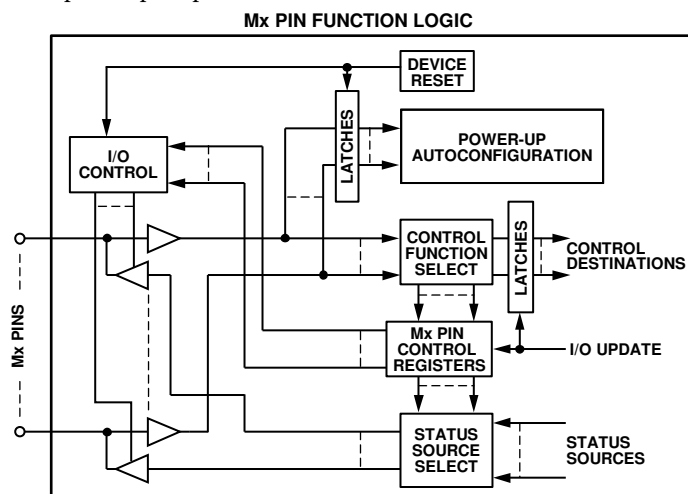 Mx PIN FUNCTION LOGIC
DEVICE
RESET
I/O
CONTROL
LATCHES
POWER-UP
AUTOCONFIGURATION
CONTROL
FUNCTION
SELECT
LATCHES
CONTROL
DESTINATIONS
Mx PINS
Mx PIN
CONTROL
REGISTERS
I/O UPDATE
STATUS
SOURCE
SELECT
STATUS
SOURCES